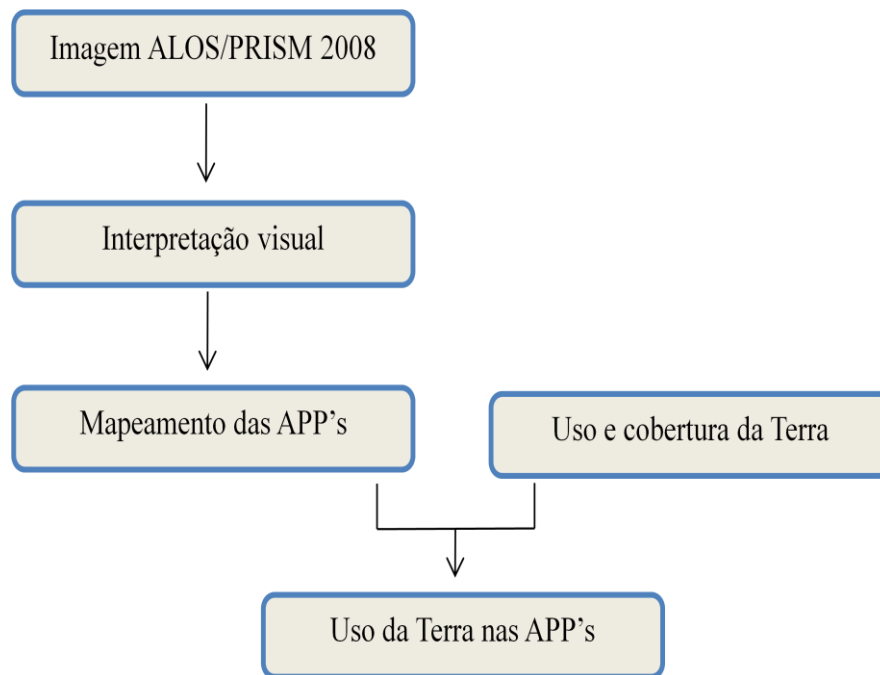 Imagem ALOS/PRISM 2008
Interpretação visual
Mapeamento das APP’s
Uso e cobertura da Terra
Uso da Terra nas APP’s